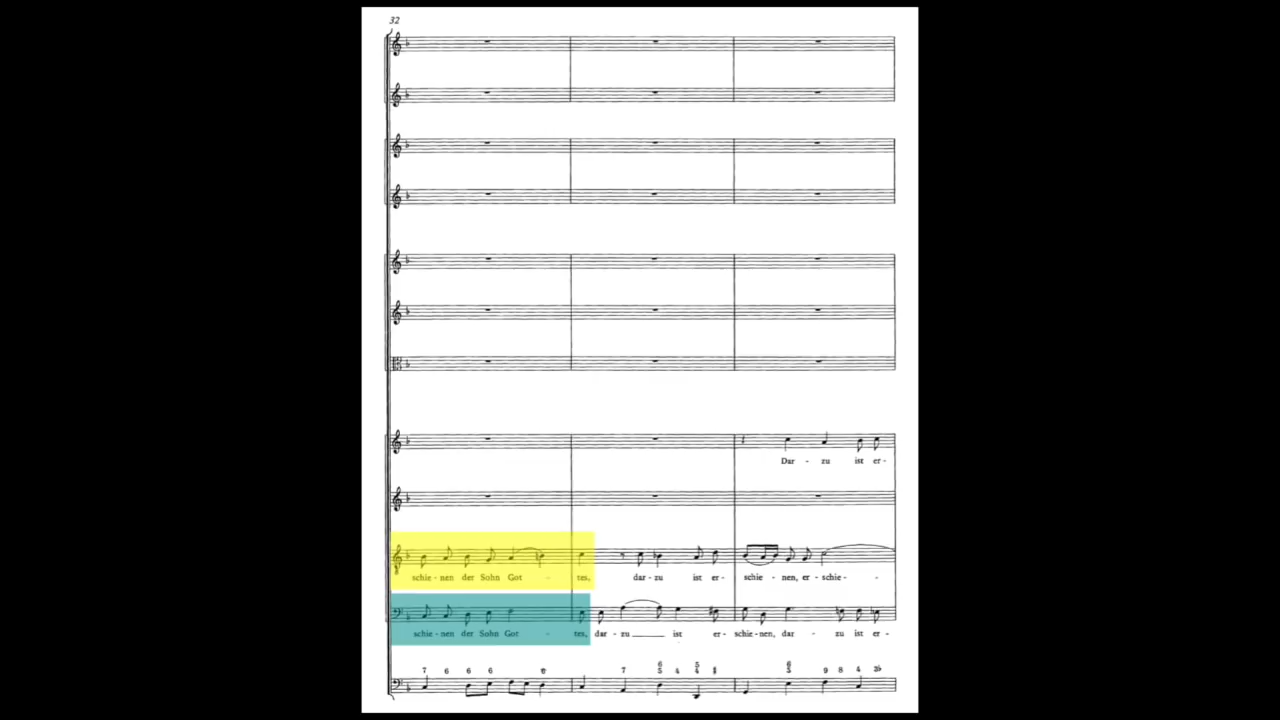 32
Dar - zu ist er-
schie - nen der Sohn Got - tes, dar - zu ist er- schie - nen, er - schie - -
schie - nen der Sohn Got - tes, dar - zu ist er- schie - nen, dar - zu ist er -